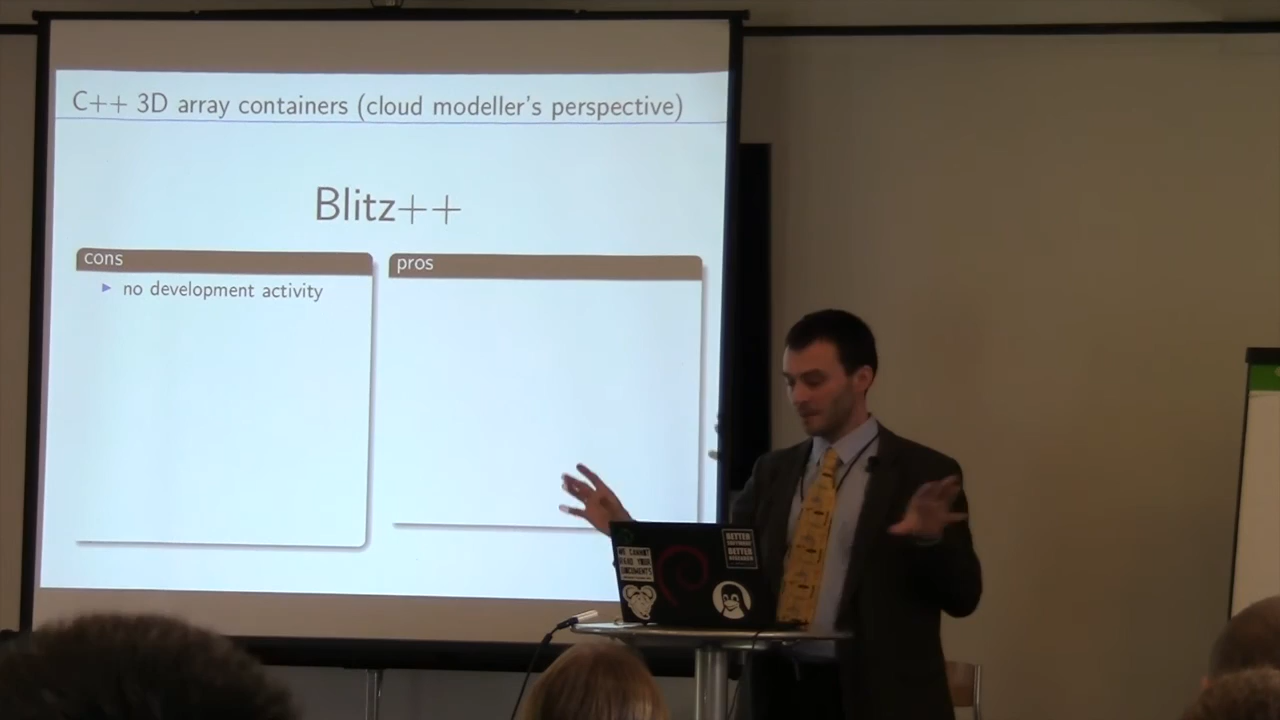 C++ 3D array containers (cloud modeller's perspective)
Blitz++
cons
▶ no development activity
pros
WE CANNOT
READ YOUR
DOCUMENTS
BETTER
SOFTWARE
BETTER
RESEARCH